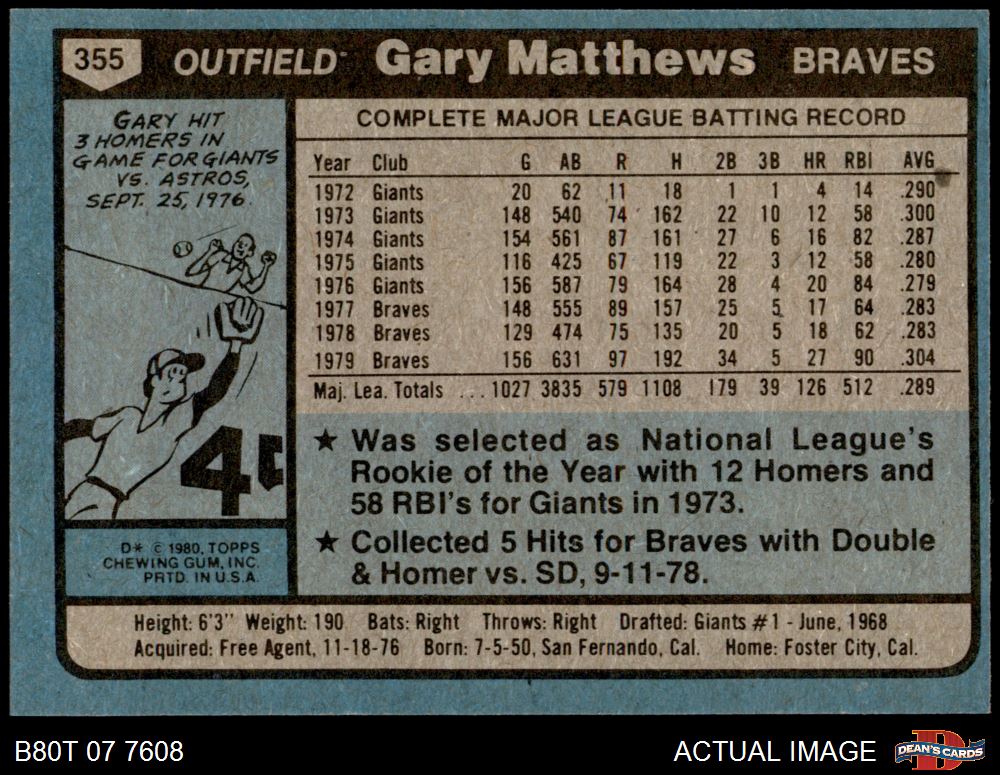 355 OUTFIELD Gary Matthews BRAVES
GARY HIT
3 HOMERS IN
GAME FOR GIANTS
VS. ASTROS,
SEPT. 25, 1976.
COMPLETE MAJOR LEAGUE BATTING RECORD
Year Club G AB R H 2B 3B HR RBI AVG
1972 Giants 20 62 11 18 1 1 4 14 .290
1973 Giants 148 540 74 162 22 10 12 58 .300
1974 Giants 154 561 87 161 27 6 16 82 .287
1975 Giants 116 425 67 119 22 3 12 58 .280
1976 Giants 156 587 79 164 28 4 20 84 .279
1977 Braves 148 555 89 157 25 5 17 64 .283
1978 Braves 129 474 75 135 20 5 18 62 .283
1979 Braves 156 631 97 192 34 5 27 90 .304
Maj. Lea. Totals ... 1027 3835 579 1108 179 39 126 512 .289
★ Was selected as National League's
Rookie of the Year with 12 Homers and
58 RBI's for Giants in 1973.
★ Collected 5 Hits for Braves with Double
& Homer vs. SD, 9-11-78.
D* © 1980, TOPPS
CHEWING GUM, INC.
PRTD. IN U.S.A.
Height: 6'3" Weight: 190 Bats: Right Throws: Right Drafted: Giants #1 - June, 1968
Acquired: Free Agent, 11-18-76 Born: 7-5-50, San Fernando, Cal. Home: Foster City, Cal.
B80T 07 7608 ACTUAL IMAGE DEAN'S CARDS